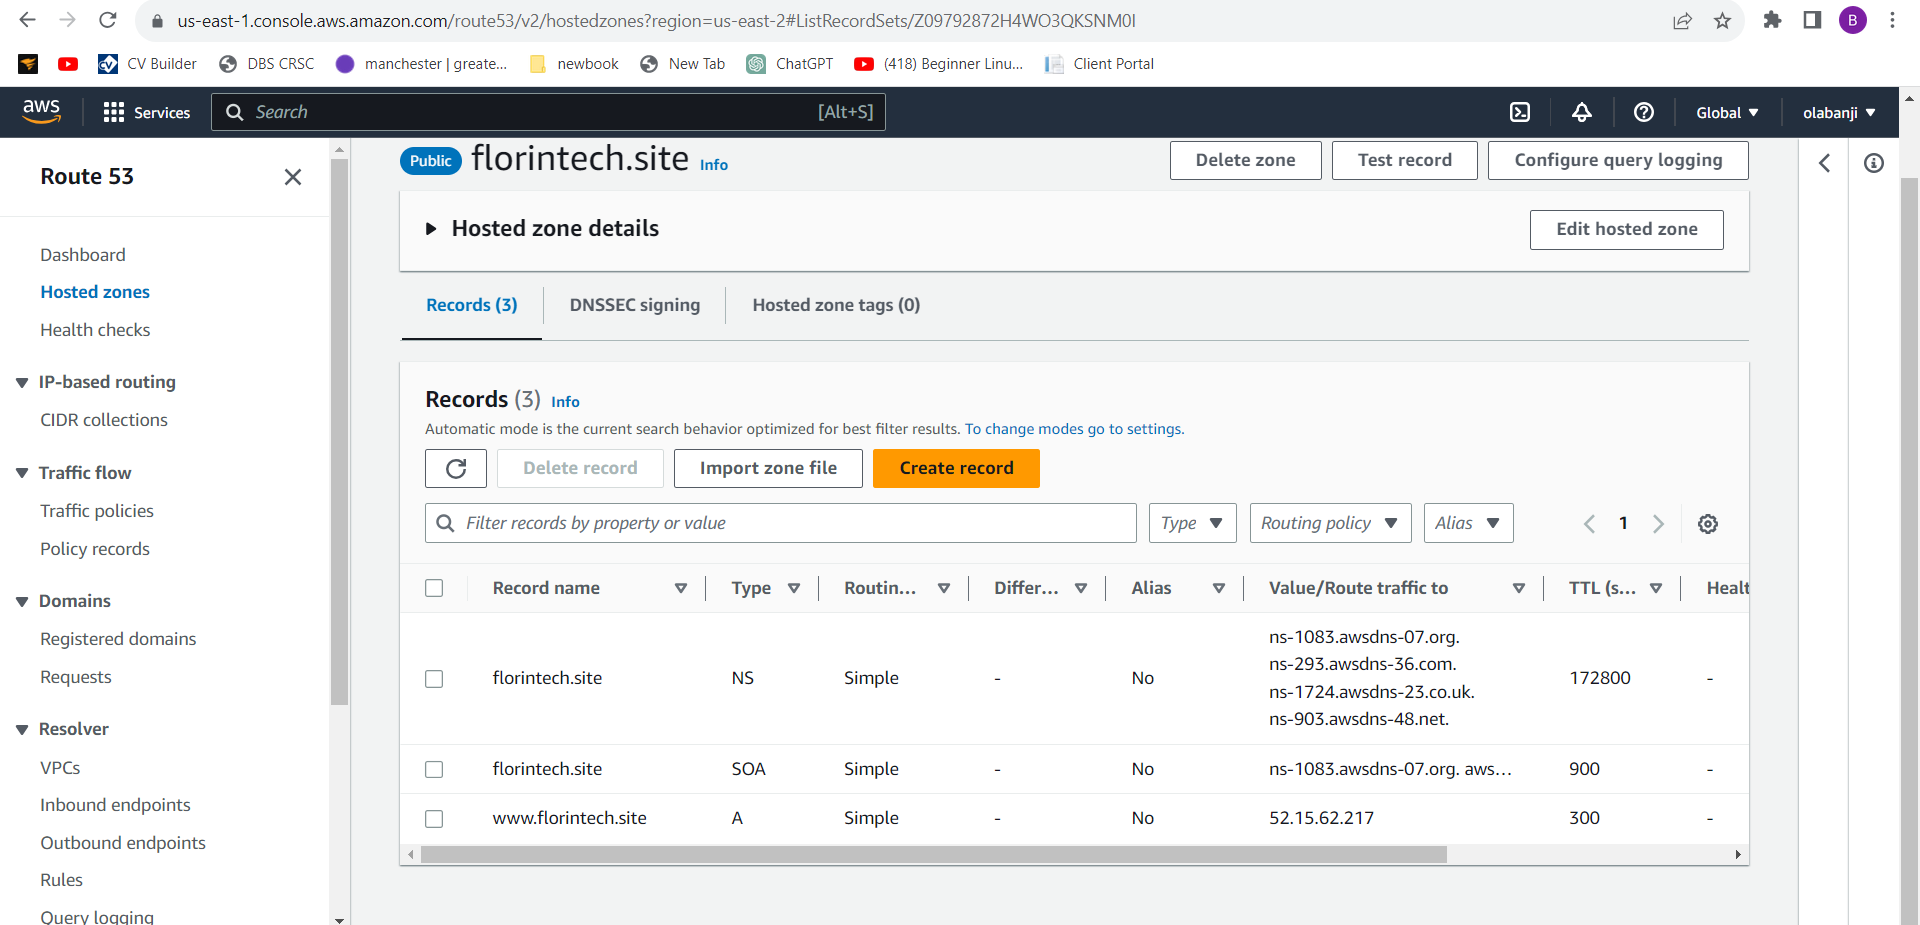 us-east-1.console.aws.amazon.com/route53/v2/hostedzones?region=us-east-2#ListRecordSets/Z09792872H4WO3QKSNM0I
B
CV Builder
DBS CRSC
manchester | greate...
newbook
New Tab
ChatGPT
(418) Beginner Linu...
Client Portal
aws
Services
Search
[Alt+S]
Global
olabanji
Route 53
Dashboard
Hosted zones
Health checks
IP-based routing
CIDR collections
Traffic flow
Traffic policies
Policy records
Domains
Registered domains
Requests
Resolver
VPCs
Inbound endpoints
Outbound endpoints
Rules
Query logging
Public florintech.site Info
Delete zone
Test record
Configure query logging
Hosted zone details
Edit hosted zone
Records (3)
DNSSEC signing
Hosted zone tags (0)
Records (3) Info
Automatic mode is the current search behavior optimized for best filter results. To change modes go to settings.
Delete record
Import zone file
Create record
Filter records by property or value
Type
Routing policy
Alias
1
Record name Type Routin... Differ... Alias Value/Route traffic to TTL (s... Healt
florintech.site NS Simple - No ns-1083.awsdns-07.org. 172800 -
ns-293.awsdns-36.com.
ns-1724.awsdns-23.co.uk.
ns-903.awsdns-48.net.
florintech.site SOA Simple - No ns-1083.awsdns-07.org. aws... 900 -
www.florintech.site A Simple - No 52.15.62.217 300 -